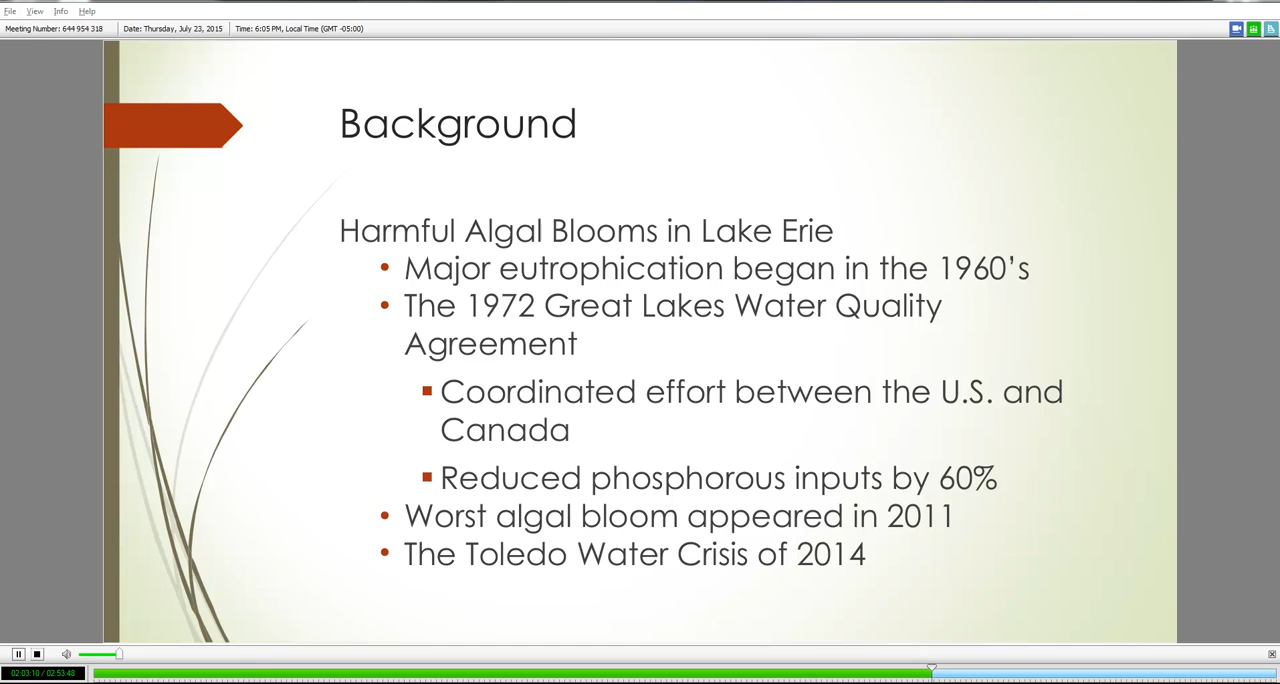 File View Info Help
Meeting Number: 644 954 318 Date: Thursday, July 23, 2015 Time: 6:05 PM, Local Time (GMT -05:00)
Background
Harmful Algal Blooms in Lake Erie
• Major eutrophication began in the 1960’s
• The 1972 Great Lakes Water Quality
Agreement
▪ Coordinated effort between the U.S. and
Canada
▪ Reduced phosphorous inputs by 60%
• Worst algal bloom appeared in 2011
• The Toledo Water Crisis of 2014
02:03:10 / 02:53:48